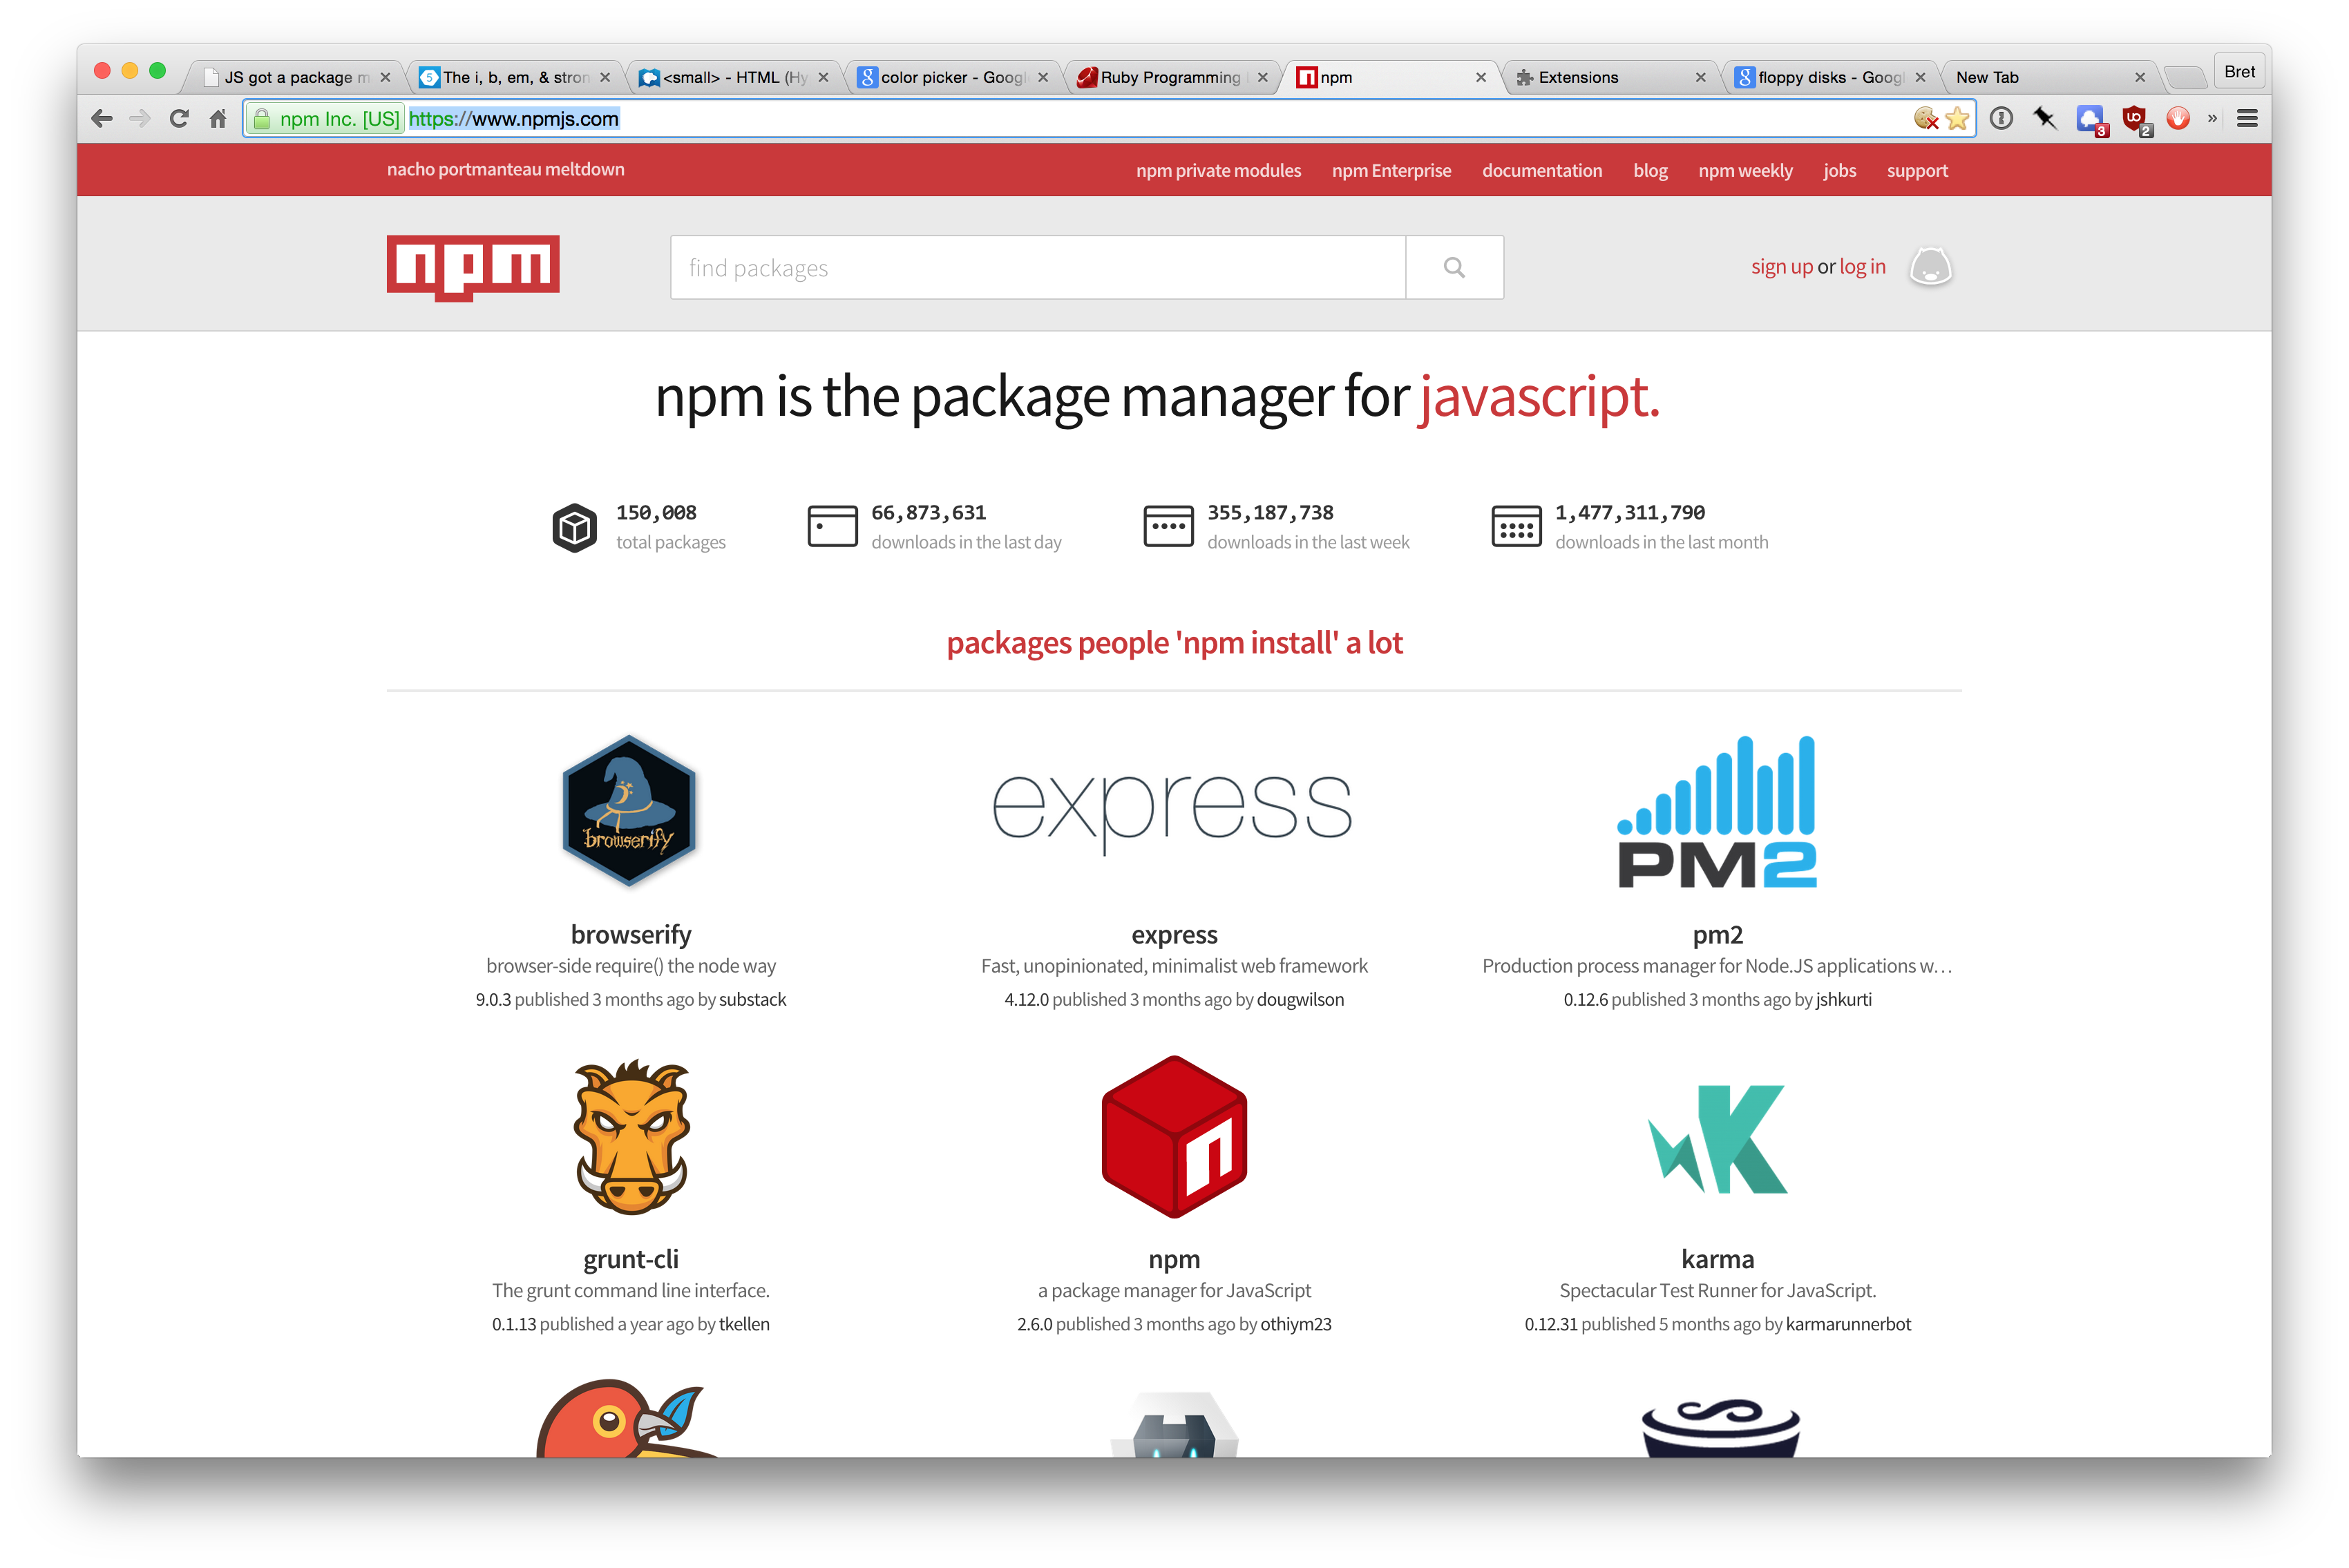 JS got a package m
The i, b, em, & stron
<small> - HTML (Hy
color picker - Googl
Ruby Programming
npm
Extensions
floppy disks - Goog
New Tab
Bret
npm Inc. [US] https://www.npmjs.com
3
2
nacho portmanteau meltdown
npm private modules
npm Enterprise
documentation
blog
npm weekly
jobs
support
npm
find packages
sign up or log in
npm is the package manager for javascript.
150,008
total packages
66,873,631
downloads in the last day
355,187,738
downloads in the last week
1,477,311,790
downloads in the last month
packages people 'npm install' a lot
browserify
browserify
browser-side require() the node way
9.0.3 published 3 months ago by substack
express
express
Fast, unopinionated, minimalist web framework
4.12.0 published 3 months ago by dougwilson
PM2
pm2
Production process manager for Node.JS applications w…
0.12.6 published 3 months ago by jshkurti
grunt-cli
The grunt command line interface.
0.1.13 published a year ago by tkellen
n
npm
a package manager for JavaScript
2.6.0 published 3 months ago by othiym23
K
karma
Spectacular Test Runner for JavaScript.
0.12.31 published 5 months ago by karmarunnerbot